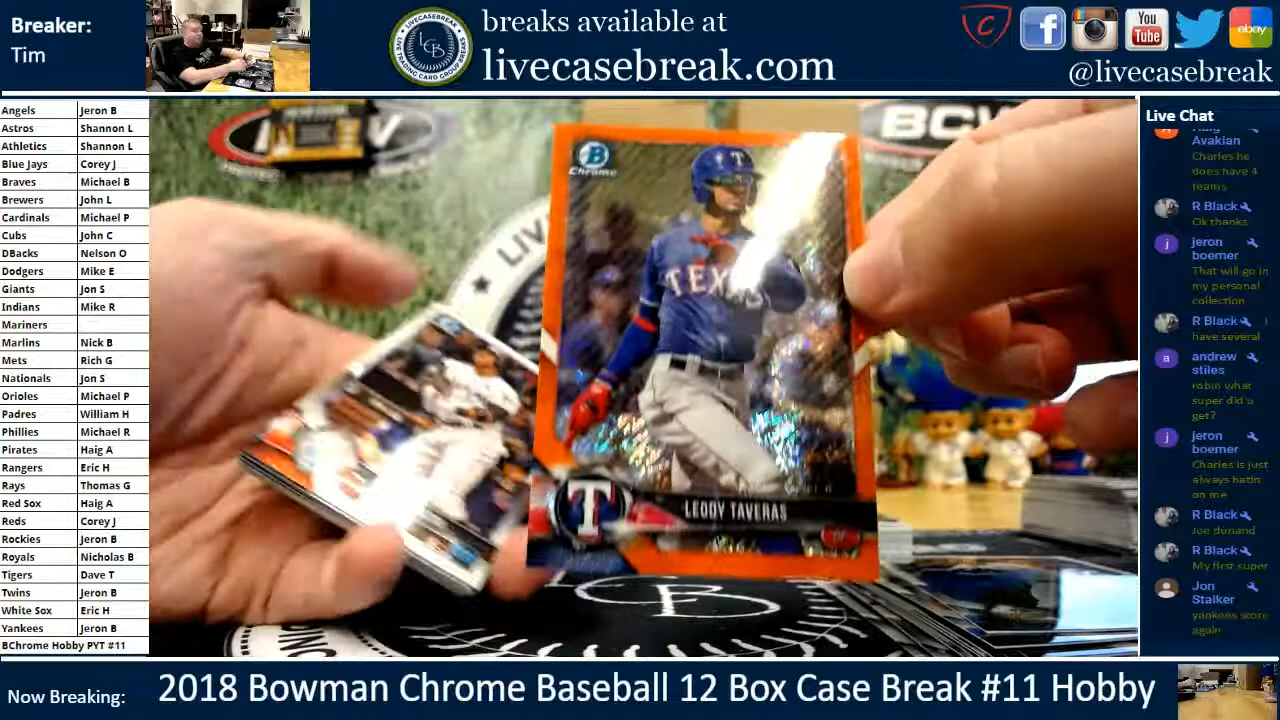 Breaker:
Tim
breaks available at
livecasebreak.com
LIVECASEBREAK
LCB
You
Tube
ebay
@livecasebreak
Angels Jeron B
Astros Shannon L
Athletics Shannon L
Blue Jays Corey J
Braves Michael B
Brewers John L
Cardinals Michael P
Cubs John C
DBacks Nelson O
Dodgers Mike E
Giants Jon S
Indians Mike R
Mariners
Marlins Nick B
Mets Rich G
Nationals Jon S
Orioles Michael P
Padres William H
Phillies Michael R
Pirates Haig A
Rangers Eric H
Rays Thomas G
Red Sox Haig A
Reds Corey J
Rockies Jeron B
Royals Nicholas B
Tigers Dave T
Twins Jeron B
White Sox Eric H
Yankees Jeron B
BChrome Hobby PYT #11
BCW
LIV
B
Chrome
T
TEXAS
T
LEODY TAVERAS
Live Chat
Avakian
Charles he
does have 4
teams
R Black
Ok thanks
jeron
boemer
That will go in
my personal
collection
R Black I
have several
andrew
stiles
robin what
super did u
get?
jeron
boemer
Charles is just
always hatin
on me
R Black
Joe dunand
R Black
My first super
Jon
Stalker
yankees score
again
Now Breaking:
2018 Bowman Chrome Baseball 12 Box Case Break #11 Hobby